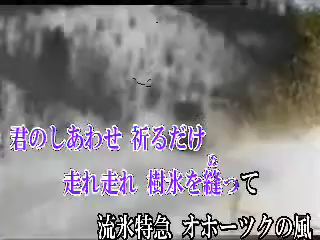 君のしあわせ 祈るだけ
走れ走れ 樹氷を縫って
流氷特急 オホーツクの風